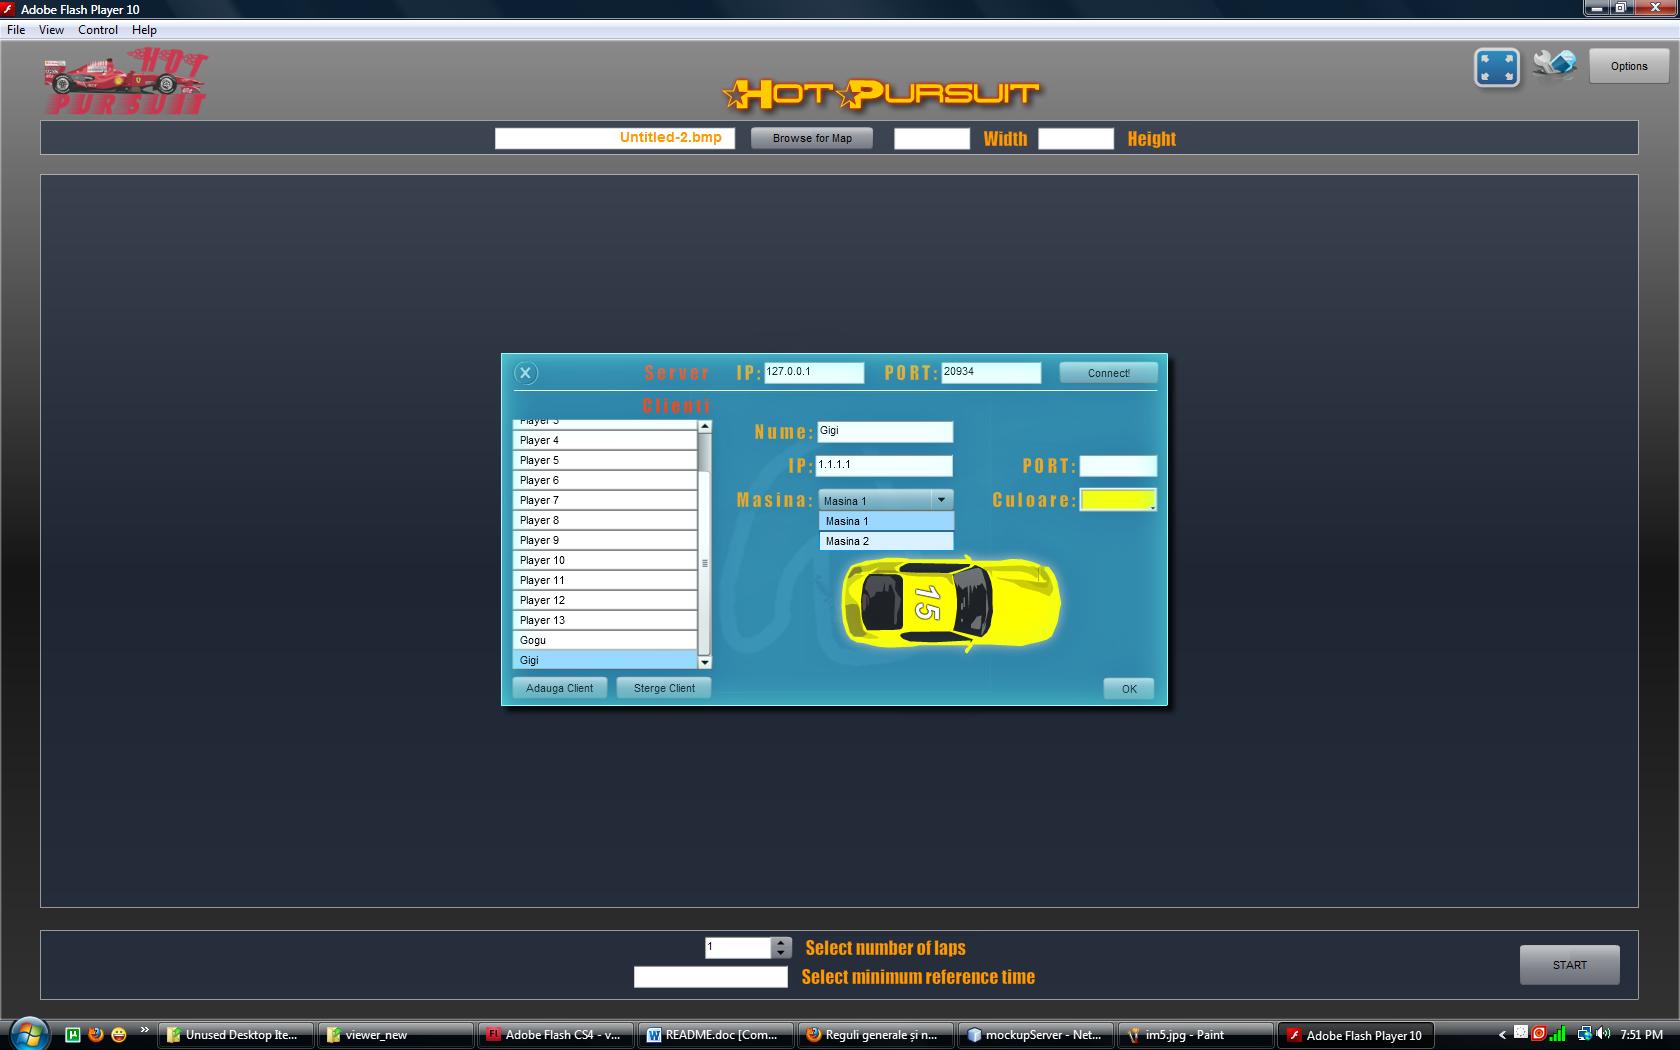 Adobe Flash Player 10
File View Control Help
HOT
PURSUIT
Hot Pursuit
Options
Untitled-2.bmp
Browse for Map
Width
Height
Server IP: 127.0.0.1 PORT: 20934 Connect!
Clienti
Player 3
Player 4
Player 5
Player 6
Player 7
Player 8
Player 9
Player 10
Player 11
Player 12
Player 13
Gogu
Gigi
Adauga Client
Sterge Client
Nume: Gigi
IP: 1.1.1.1
PORT:
Masina: Masina 1
Culoare:
Masina 1
Masina 2
15
OK
1 Select number of laps
Select minimum reference time
START
Unused Desktop Ite...
viewer_new
Adobe Flash CS4 - v...
README.doc [Com...
Reguli generale și n...
mockupServer - Net...
im5.jpg - Paint
Adobe Flash Player 10
7:51 PM